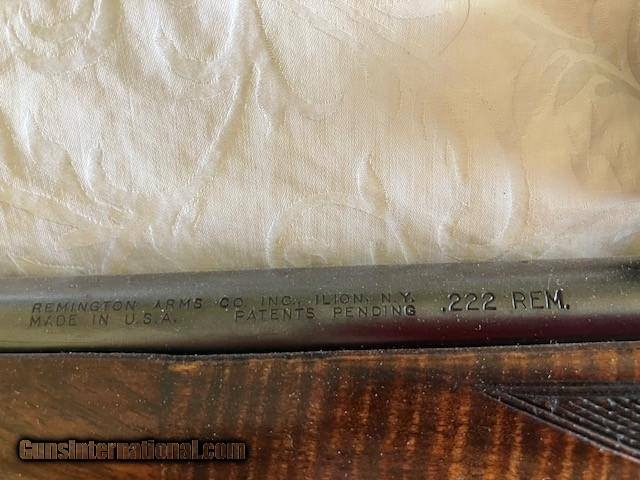 REMINGTON ARMS CO. INC., ILION, N.Y.
MADE IN U.S.A. PATENTS PENDING
.222 REM.
GunsInternational.com